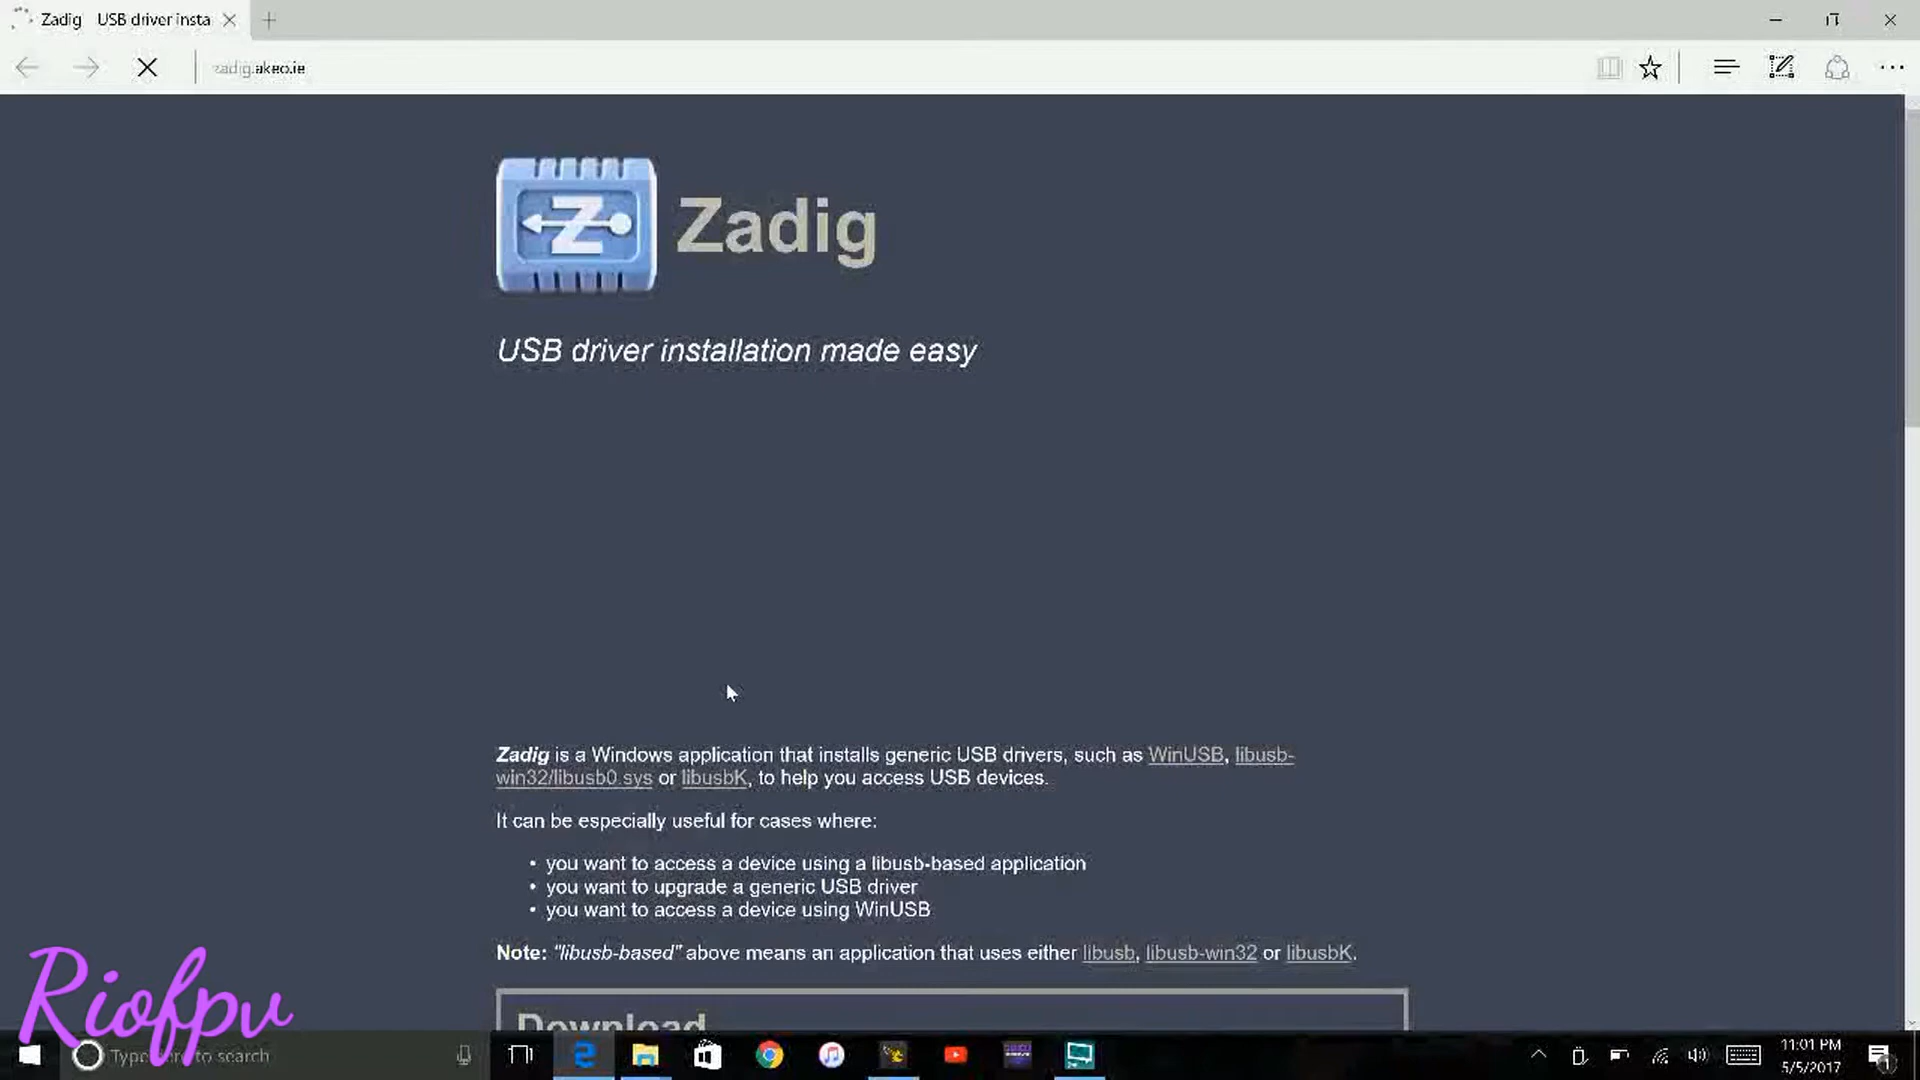 Zadig USB driver insta
zadig.akeo.ie
Z
Zadig
USB driver installation made easy
Zadig is a Windows application that installs generic USB drivers, such as WinUSB, libusb-
win32/libusb0.sys or libusbK, to help you access USB devices.
It can be especially useful for cases where:
• you want to access a device using a libusb-based application
• you want to upgrade a generic USB driver
• you want to access a device using WinUSB
Note: "libusb-based" above means an application that uses either libusb, libusb-win32 or libusbK.
Download
Riofpv
Type here to search
11:01 PM
5/5/2017
1